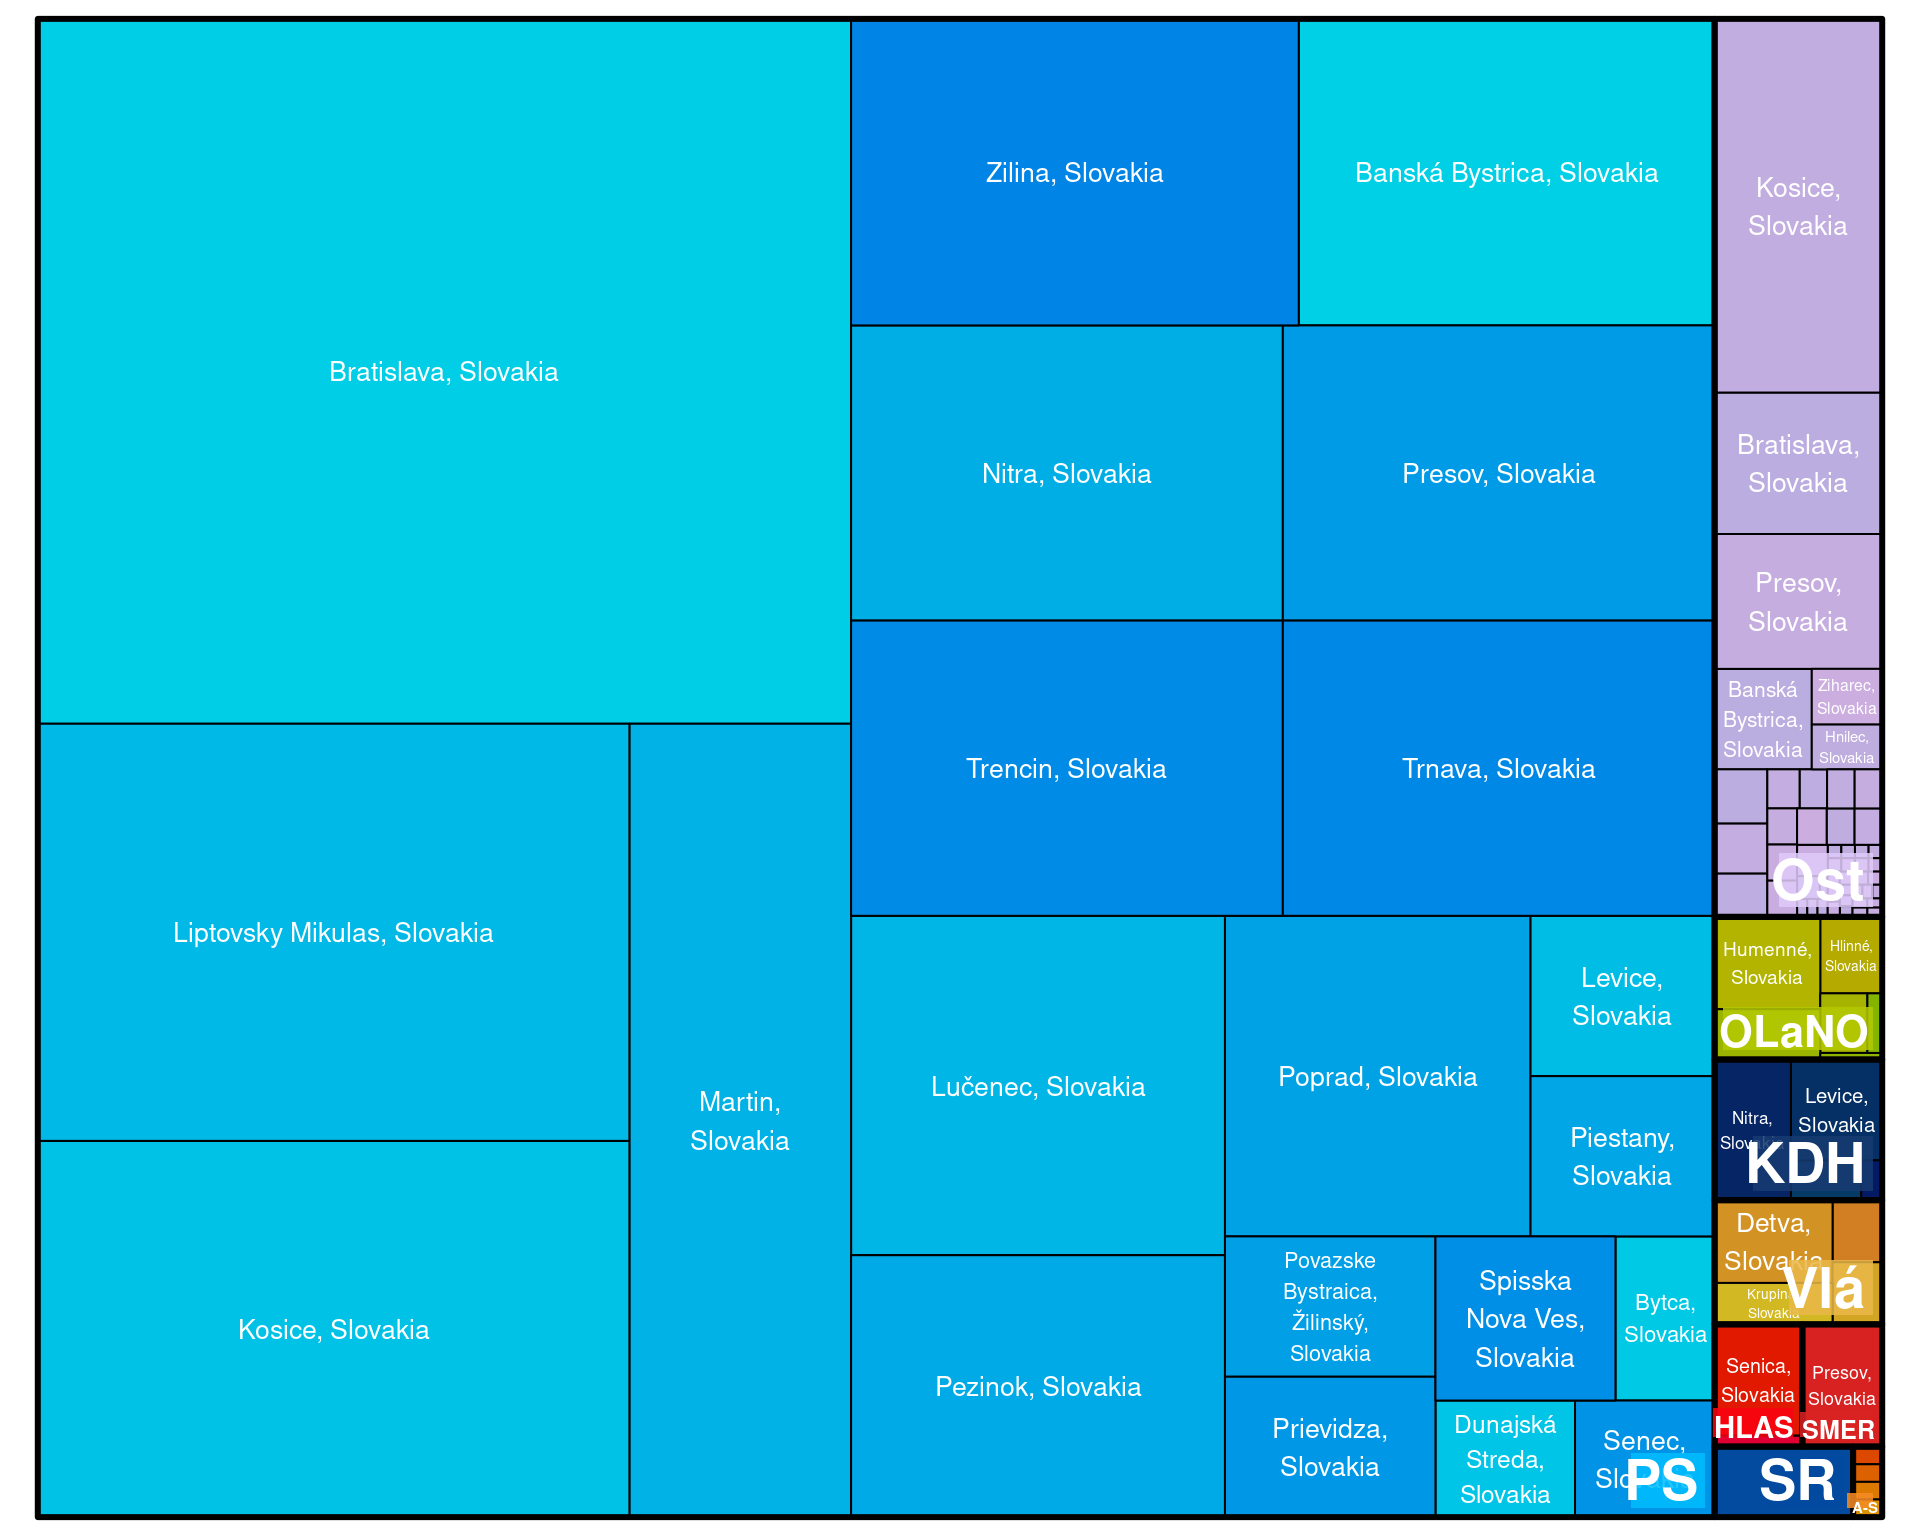 Bratislava, Slovakia
Liptovsky Mikulas, Slovakia
Kosice, Slovakia
Martin,
Slovakia
Zilina, Slovakia
Banská Bystrica, Slovakia
Nitra, Slovakia
Presov, Slovakia
Trencin, Slovakia
Trnava, Slovakia
Lučenec, Slovakia
Pezinok, Slovakia
Poprad, Slovakia
Levice,
Slovakia
Piestany,
Slovakia
Povazske
Bystraica,
Žilinský,
Slovakia
Prievidza,
Slovakia
Spisska
Nova Ves,
Slovakia
Bytca,
Slovakia
Dunajská
Streda,
Slovakia
Senec,
PS
Kosice,
Slovakia
Bratislava,
Slovakia
Presov,
Slovakia
Banská
Bystrica,
Slovakia
Ziharec,
Slovakia
Hnilec,
Slovakia
Ost
Humenné,
Slovakia
Hlinné,
Slovakia
OLaNO
Nitra,
Levice,
Slovakia
KDH
Detva,
Slovakia
Krupina,
Slovakia
Vlá
Senica,
Slovakia
HLAS
Presov,
Slovakia
SMER
SR
A-S